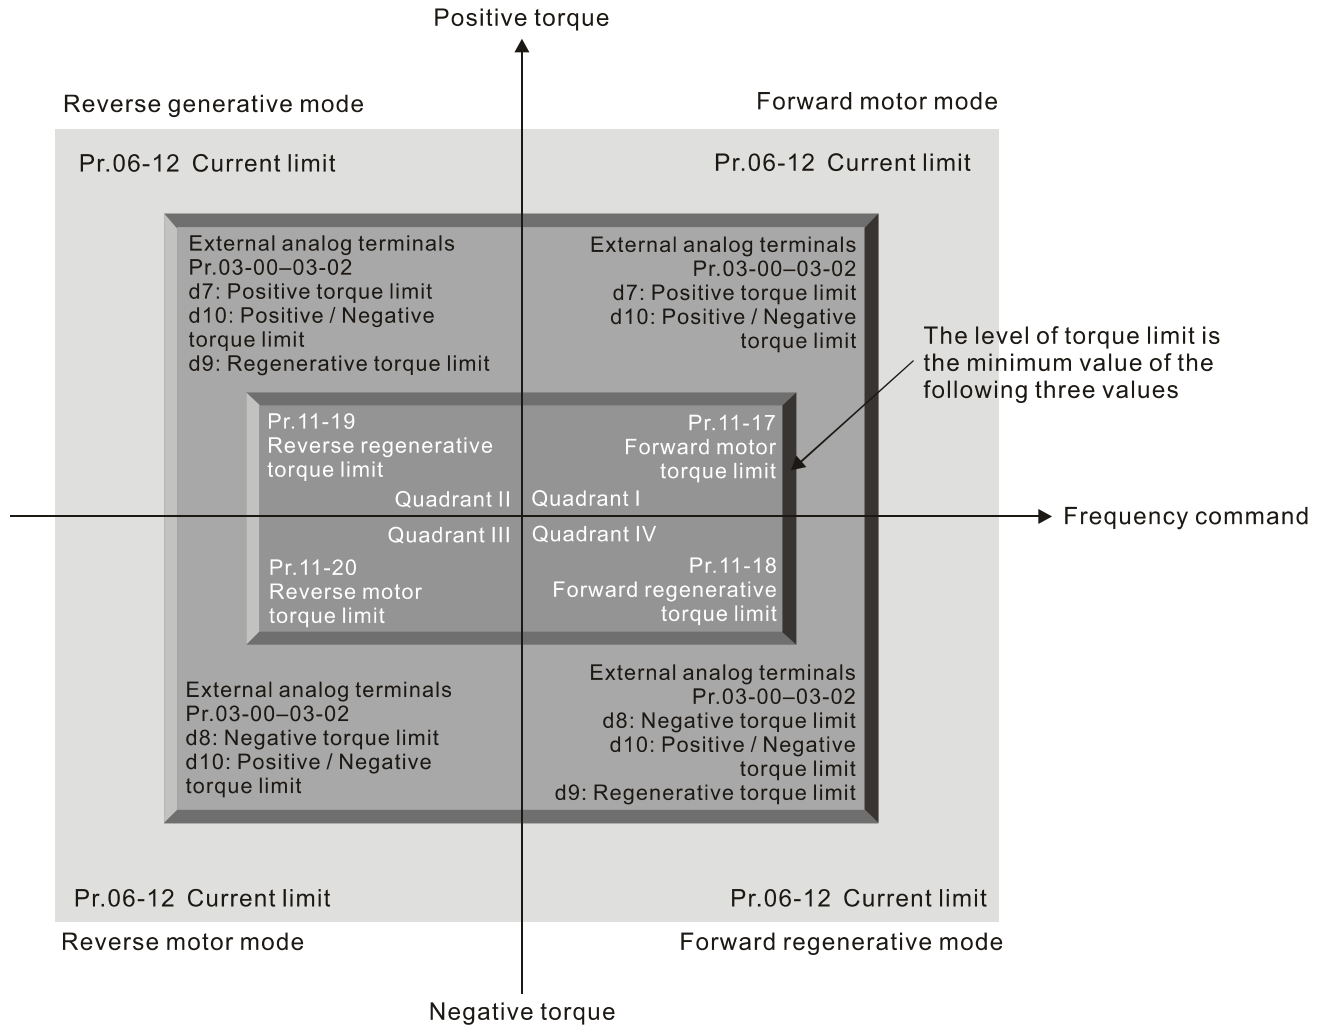 Positive torque
Reverse generative mode
Forward motor mode
Pr.06-12 Current limit
Pr.06-12 Current limit
External analog terminals
Pr.03-00–03-02
d7: Positive torque limit
d10: Positive / Negative
torque limit
d9: Regenerative torque limit
External analog terminals
Pr.03-00–03-02
d7: Positive torque limit
d10: Positive / Negative
torque limit
The level of torque limit is
the minimum value of the
following three values
Pr.11-19
Reverse regenerative
torque limit
Quadrant II
Pr.11-17
Forward motor
torque limit
Quadrant I
Frequency command
Quadrant III
Pr.11-20
Reverse motor
torque limit
Quadrant IV
Pr.11-18
Forward regenerative
torque limit
External analog terminals
Pr.03-00–03-02
d8: Negative torque limit
d10: Positive / Negative
torque limit
External analog terminals
Pr.03-00–03-02
d8: Negative torque limit
d10: Positive / Negative
torque limit
d9: Regenerative torque limit
Pr.06-12 Current limit
Pr.06-12 Current limit
Reverse motor mode
Forward regenerative mode
Negative torque